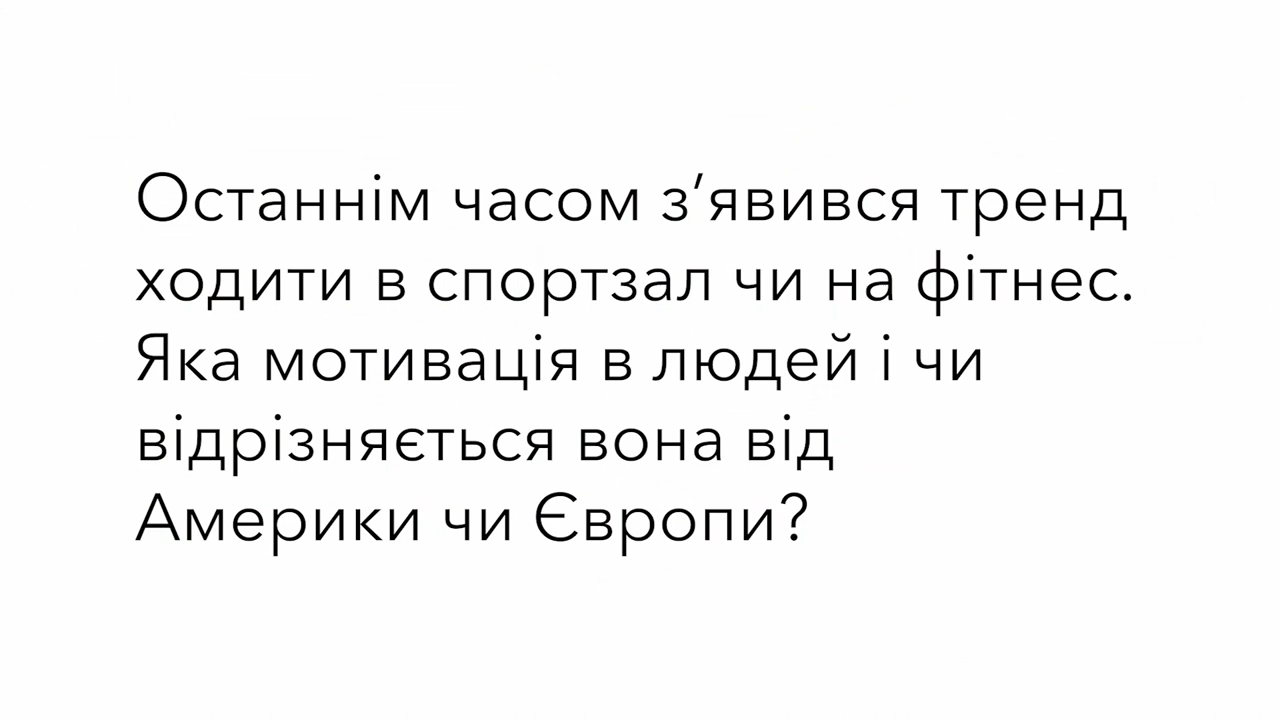 Останнім часом з’явився тренд
ходити в спортзал чи на фітнес.
Яка мотивація в людей і чи
відрізняється вона від
Америки чи Європи?